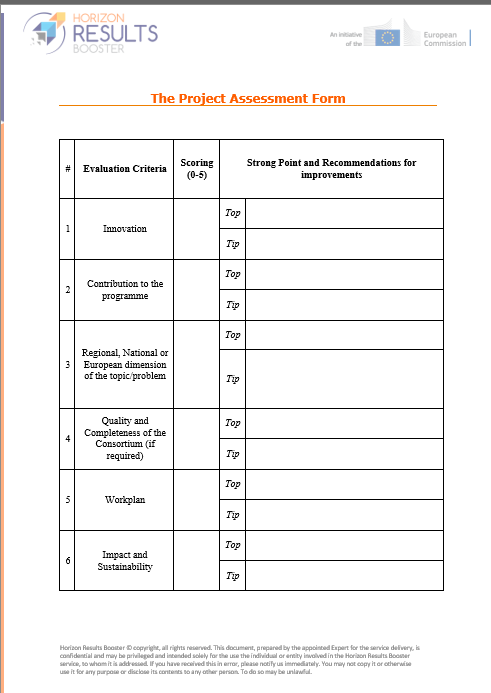 HORIZON
RESULTS
BOOSTER
An initiative
of the
European
Commission
The Project Assessment Form
#
Evaluation Criteria
Scoring
(0-5)
Strong Point and Recommendations for
improvements
1
Innovation
Top
Tip
2
Contribution to the
programme
Top
Tip
3
Regional, National or
European dimension
of the topic/problem
Top
Tip
4
Quality and
Completeness of the
Consortium (if
required)
Top
Tip
5
Workplan
Top
Tip
6
Impact and
Sustainability
Top
Tip
Horizon Results Booster © copyright, all rights reserved. This document, prepared by the appointed Expert for the service delivery, is
confidential and may be privileged and intended solely for the use the individual or entity involved in the Horizon Results Booster
service, to whom it is addressed. If you have received this in error, please notify us immediately. You may not copy it or otherwise
use it for any purpose or disclose its contents to any other person. To do so may be unlawful.